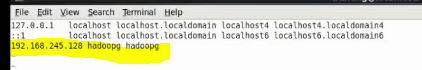 File Edit View Search Terminal Help
127.0.0.1 localhost localhost.localdomain localhost4 localhost4.localdomain4
::1 localhost localhost.localdomain localhost6 localhost6.localdomain6
192.168.245.128 hadoopg hadoopg
~